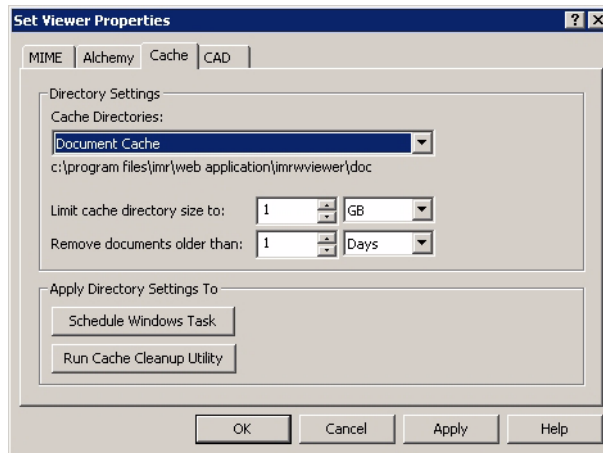 Set Viewer Properties
MIME Alchemy Cache CAD
Directory Settings
Cache Directories:
Document Cache
c:\program files\imr\web application\imrwviewer\doc
Limit cache directory size to: 1 GB
Remove documents older than: 1 Days
Apply Directory Settings To
Schedule Windows Task
Run Cache Cleanup Utility
OK Cancel Apply Help